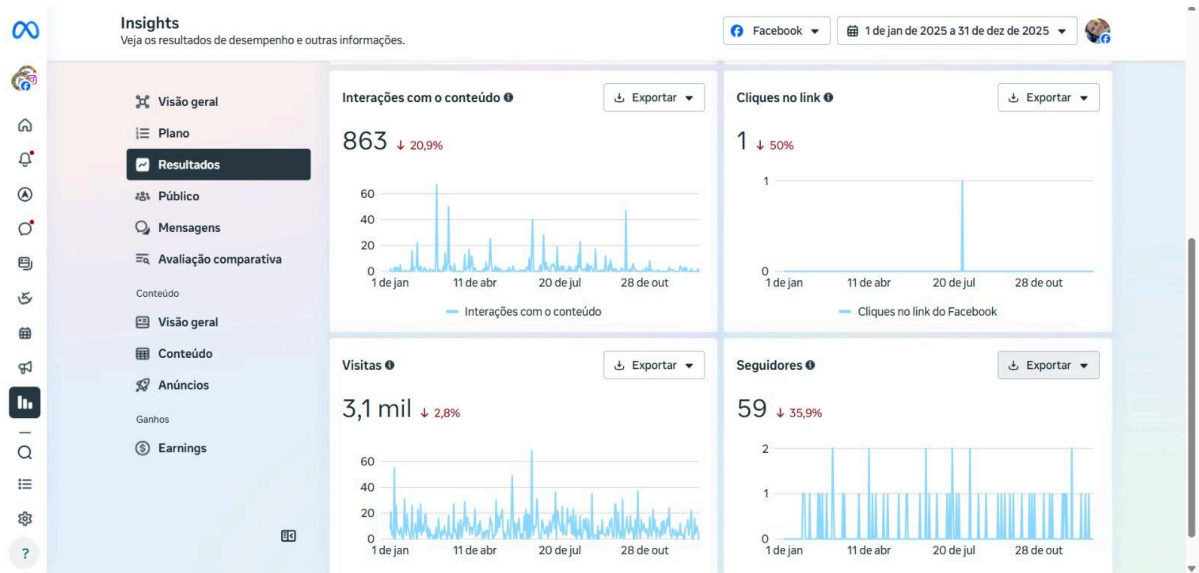 Insights
Veja os resultados de desempenho e outras informações.
Facebook
1 de jan de 2025 a 31 de dez de 2025
Visão geral
Plano
Resultados
Público
Mensagens
Avaliação comparativa
Conteúdo
Visão geral
Conteúdo
Anúncios
Ganhos
Earnings
?
Interações com o conteúdo
Exportar
863 ↓ 20,9%
60
40
20
0
1 de jan 11 de abr 20 de jul 28 de out
Interações com o conteúdo
Cliques no link
Exportar
1 ↓ 50%
1
0
1 de jan 11 de abr 20 de jul 28 de out
Cliques no link do Facebook
Visitas
Exportar
3,1 mil ↓ 2,8%
60
40
20
0
1 de jan 11 de abr 20 de jul 28 de out
Seguidores
Exportar
59 ↓ 35,9%
2
1
0
1 de jan 11 de abr 20 de jul 28 de out